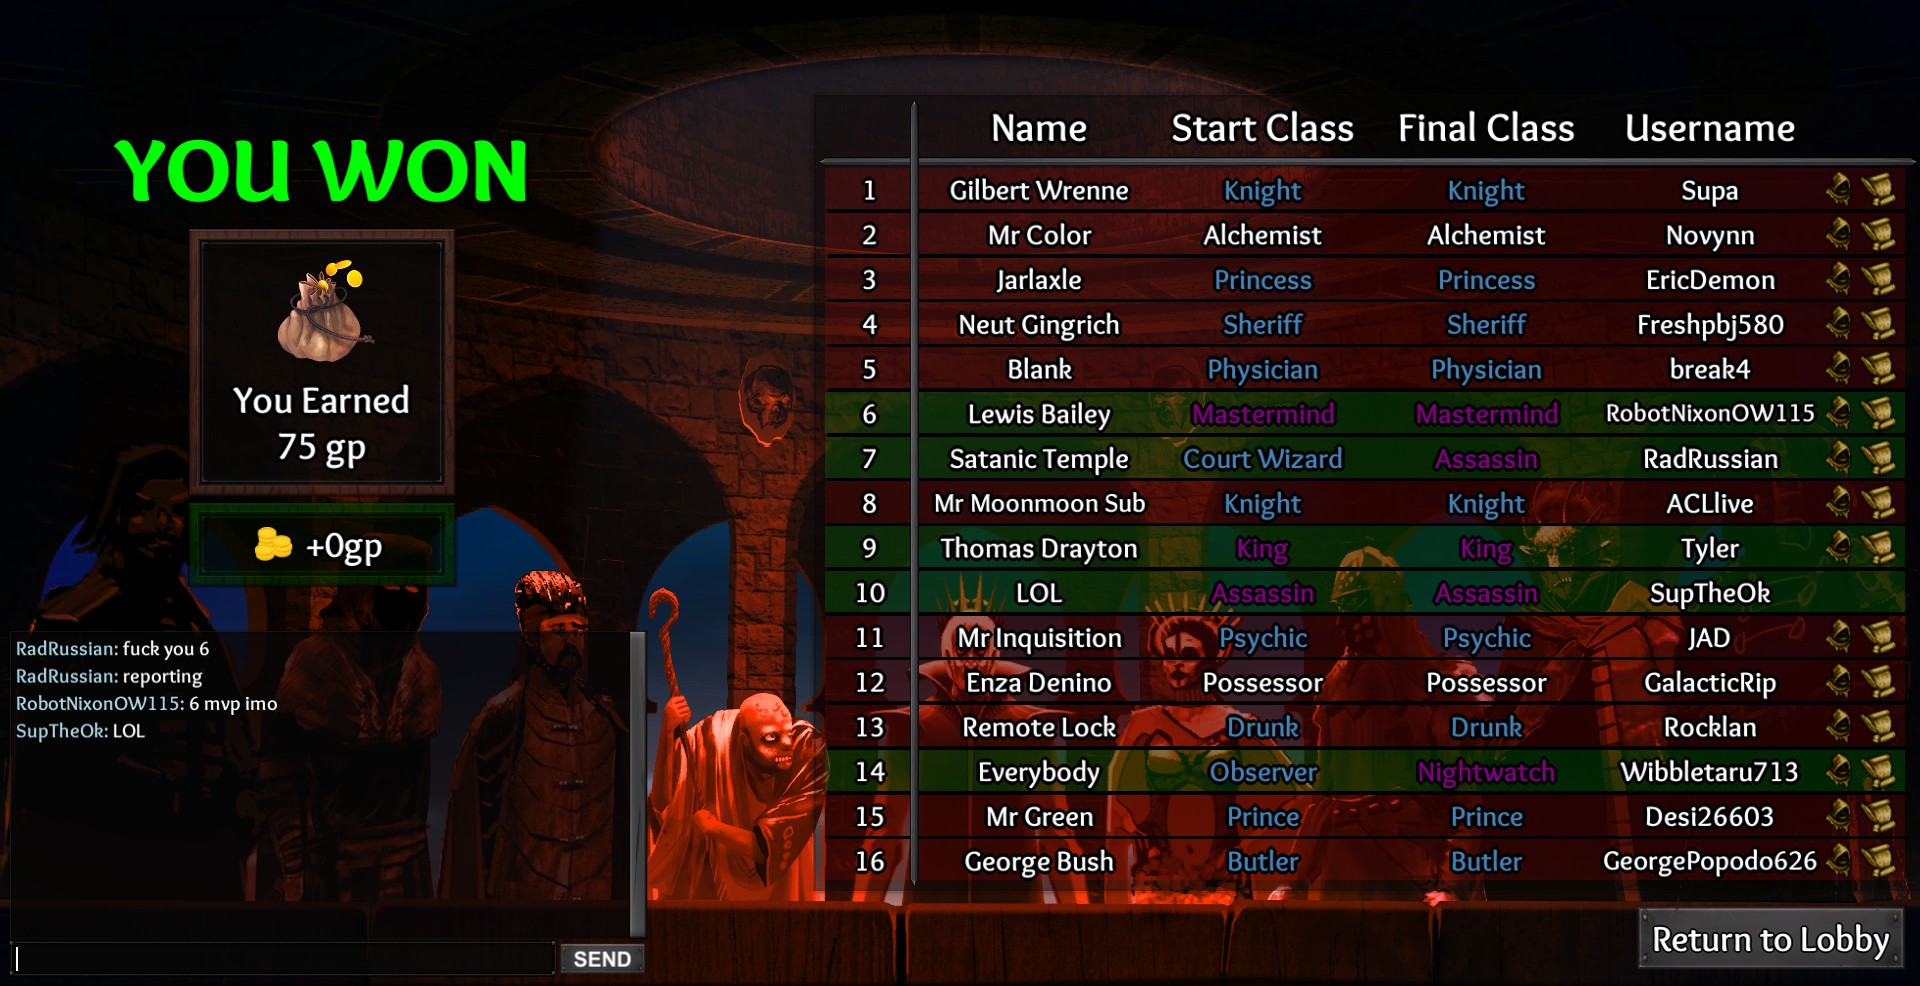 YOU WON
You Earned
75 gp
+0gp
RadRussian: fuck you 6
RadRussian: reporting
RobotNixonOW115: 6 mvp imo
SupTheOk: LOL
SEND
Name Start Class Final Class Username
1 Gilbert Wrenne Knight Knight Supa
2 Mr Color Alchemist Alchemist Novynn
3 Jarlaxle Princess Princess EricDemon
4 Neut Gingrich Sheriff Sheriff Freshpbj580
5 Blank Physician Physician break4
6 Lewis Bailey Mastermind Mastermind RobotNixonOW115
7 Satanic Temple Court Wizard Assassin RadRussian
8 Mr Moonmoon Sub Knight Knight ACLlive
9 Thomas Drayton King King Tyler
10 LOL Assassin Assassin SupTheOk
11 Mr Inquisition Psychic Psychic JAD
12 Enza Denino Possessor Possessor GalacticRip
13 Remote Lock Drunk Drunk Rocklan
14 Everybody Observer Nightwatch Wibbletaru713
15 Mr Green Prince Prince Desi26603
16 George Bush Butler Butler GeorgePopodo626
Return to Lobby